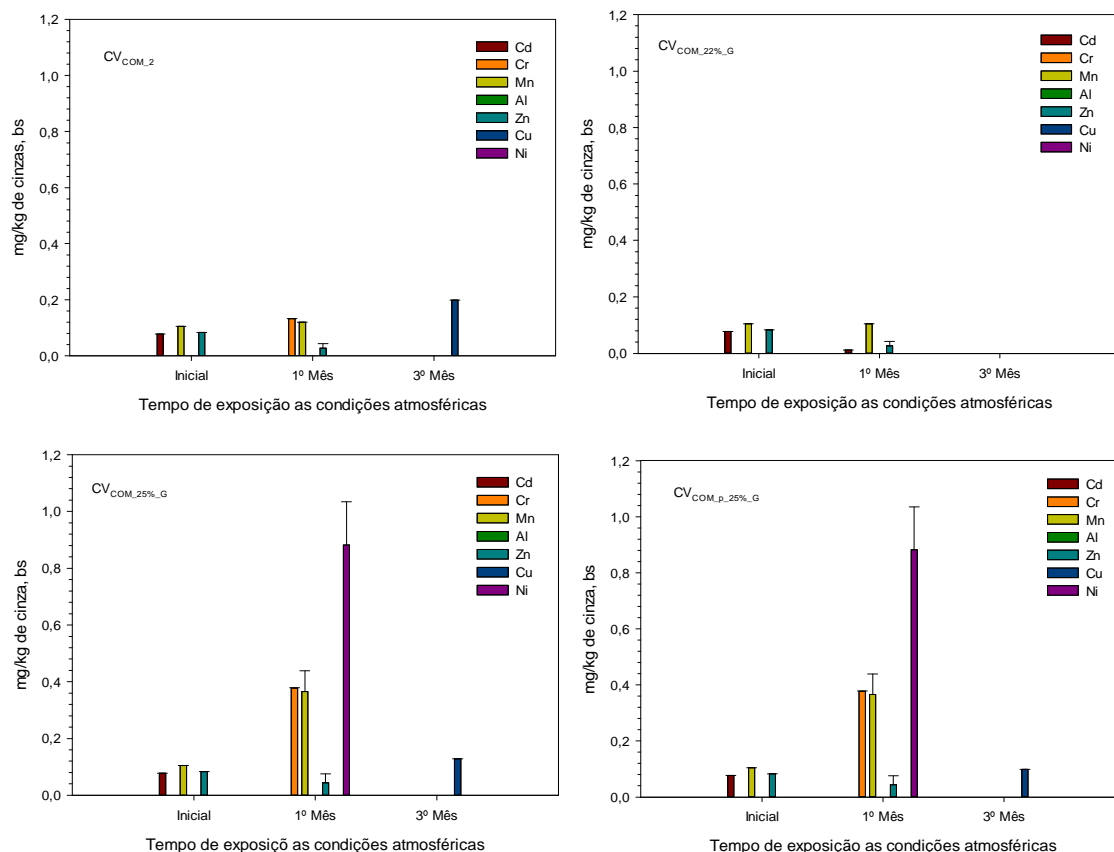 1,2
1,0
0,8
0,6
0,4
0,2
0,0
mg/kg de cinzas, bs
CVCOM_2
Cd
Cr
Mn
Al
Zn
Cu
Ni
Inicial 1º Mês 3º Mês
Tempo de exposição as condições atmosféricas
1,2
1,0
0,8
0,6
0,4
0,2
0,0
mg/kg de cinza, bs
CVCOM_22%_G
Cd
Cr
Mn
Al
Zn
Cu
Ni
Inicial 1º Mês 3º Mês
Tempo de exposição as condições atmosféricas
1,2
1,0
0,8
0,6
0,4
0,2
0,0
mg/kg de cinza, bs
CVCOM_25%_G
Cd
Cr
Mn
Al
Zn
Cu
Ni
Inicial 1º Mês 3º Mês
Tempo de exposiçõ as condições atmosféricas
1,2
1,0
0,8
0,6
0,4
0,2
0,0
mg/kg de cinza, bs
CVCOM_p_25%_G
Cd
Cr
Mn
Al
Zn
Cu
Ni
Inicial 1º Mês 3º Mês
Tempo de exposição as condições atmosféricas